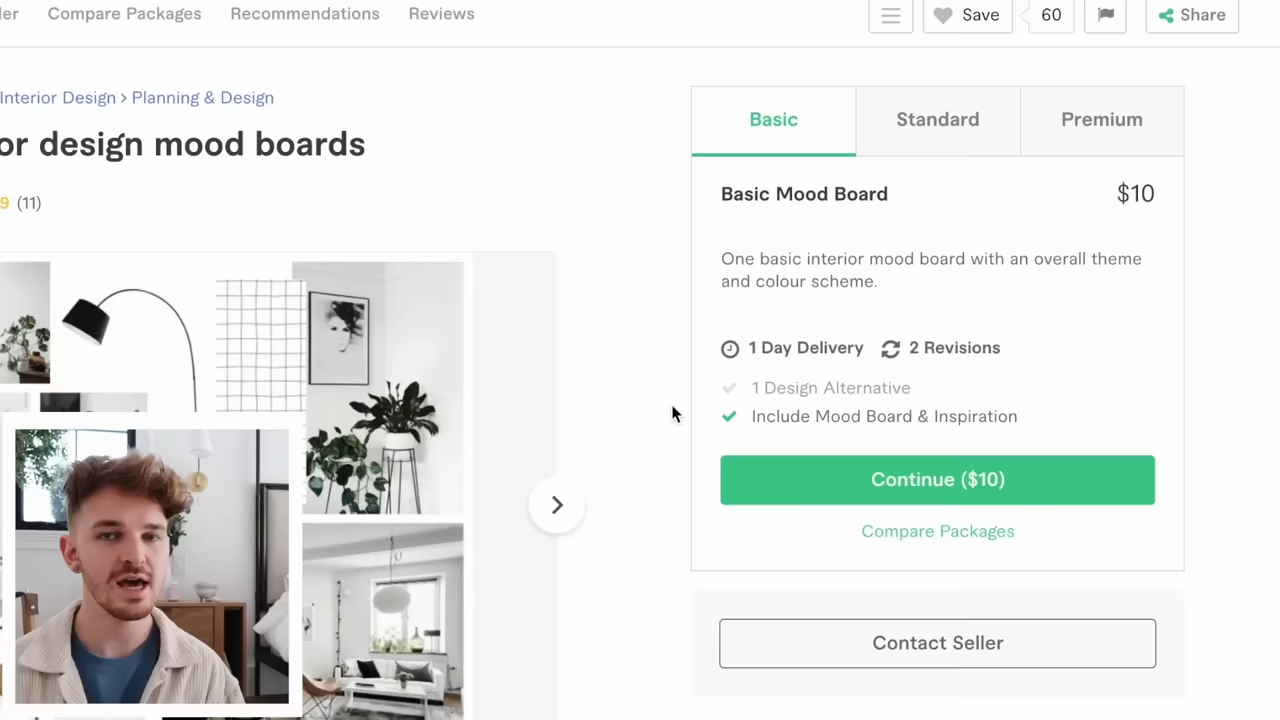 Compare Packages Recommendations Reviews
Save 60 Share
Interior Design > Planning & Design
or design mood boards
9 (11)
Basic Standard Premium
Basic Mood Board $10
One basic interior mood board with an overall theme
and colour scheme.
1 Day Delivery 2 Revisions
1 Design Alternative
Include Mood Board & Inspiration
Continue ($10)
Compare Packages
Contact Seller